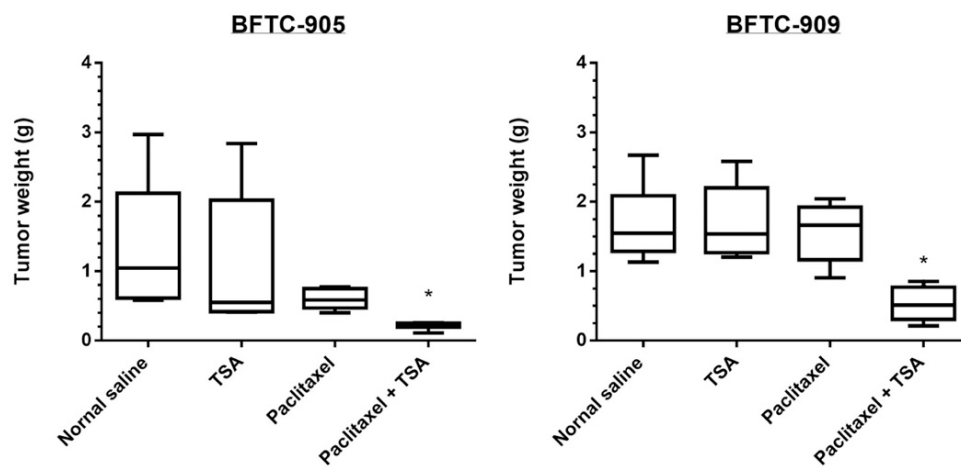 BFTC-905
Tumor weight (g)
4
3
2
1
0
*
Nornal saline
TSA
Paclitaxel
Paclitaxel + TSA
BFTC-909
Tumor weight (g)
4
3
2
1
0
*
Nornal saline
TSA
Paclitaxel
Paclitaxel + TSA